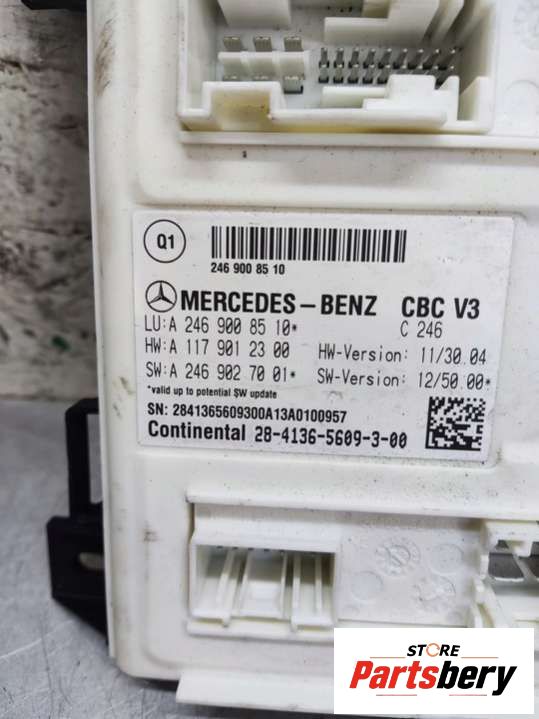 Q1
246 900 85 10
MERCEDES-BENZ CBC V3
LU: A 246 900 85 10* C 246
HW: A 117 901 23 00 HW-Version: 11/30.04
SW: A 246 902 70 01* SW-Version: 12/50.00*
*valid up to potential SW update
SN: 2841365609300A13A0100957
Continental 28-4136-5609-3-00
STORE
Partsbery